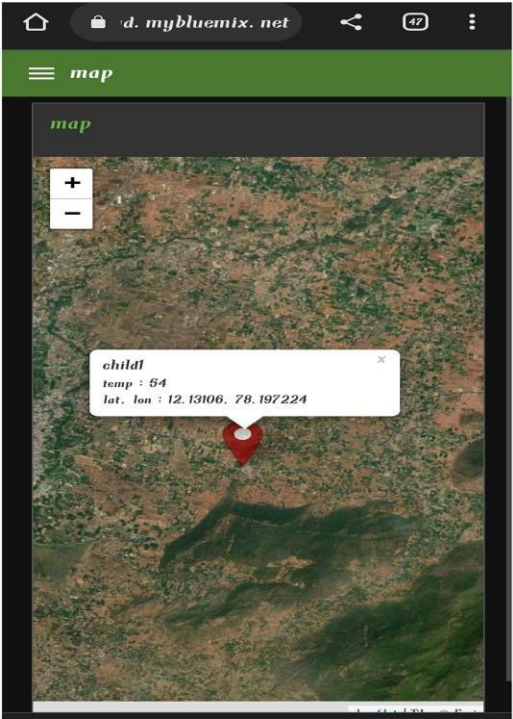 d. mybluemix. net
47
map
map
+
−
child1
×
temp : 54
lat, lon : 12.13106, 78.197224